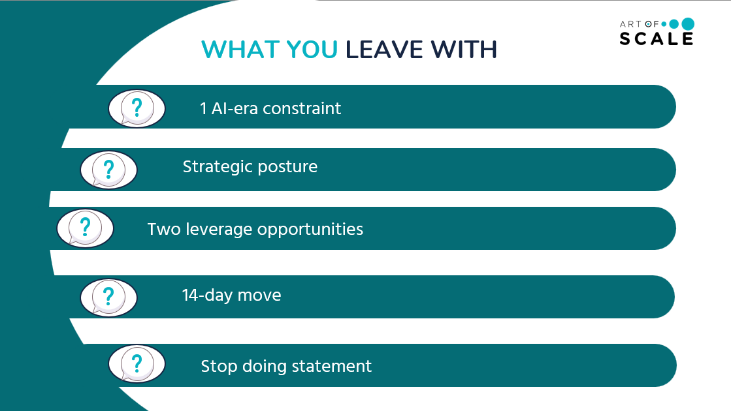 ART OF
SCALE
WHAT YOU LEAVE WITH
? 1 AI-era constraint
? Strategic posture
? Two leverage opportunities
? 14-day move
? Stop doing statement